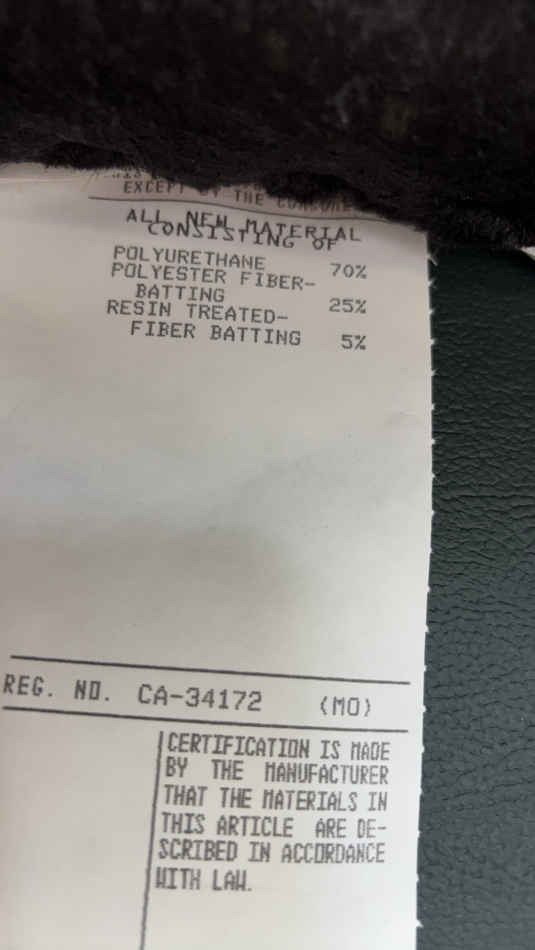 EXCEPT BY THE CONSUMER
ALL NEW MATERIAL
CONSISTING OF
POLYURETHANE 70%
POLYESTER FIBER-
BATTING 25%
RESIN TREATED-
FIBER BATTING 5%
REG. NO. CA-34172 (MO)
CERTIFICATION IS MADE
BY THE MANUFACTURER
THAT THE MATERIALS IN
THIS ARTICLE ARE DE-
SCRIBED IN ACCORDANCE
WITH LAW.